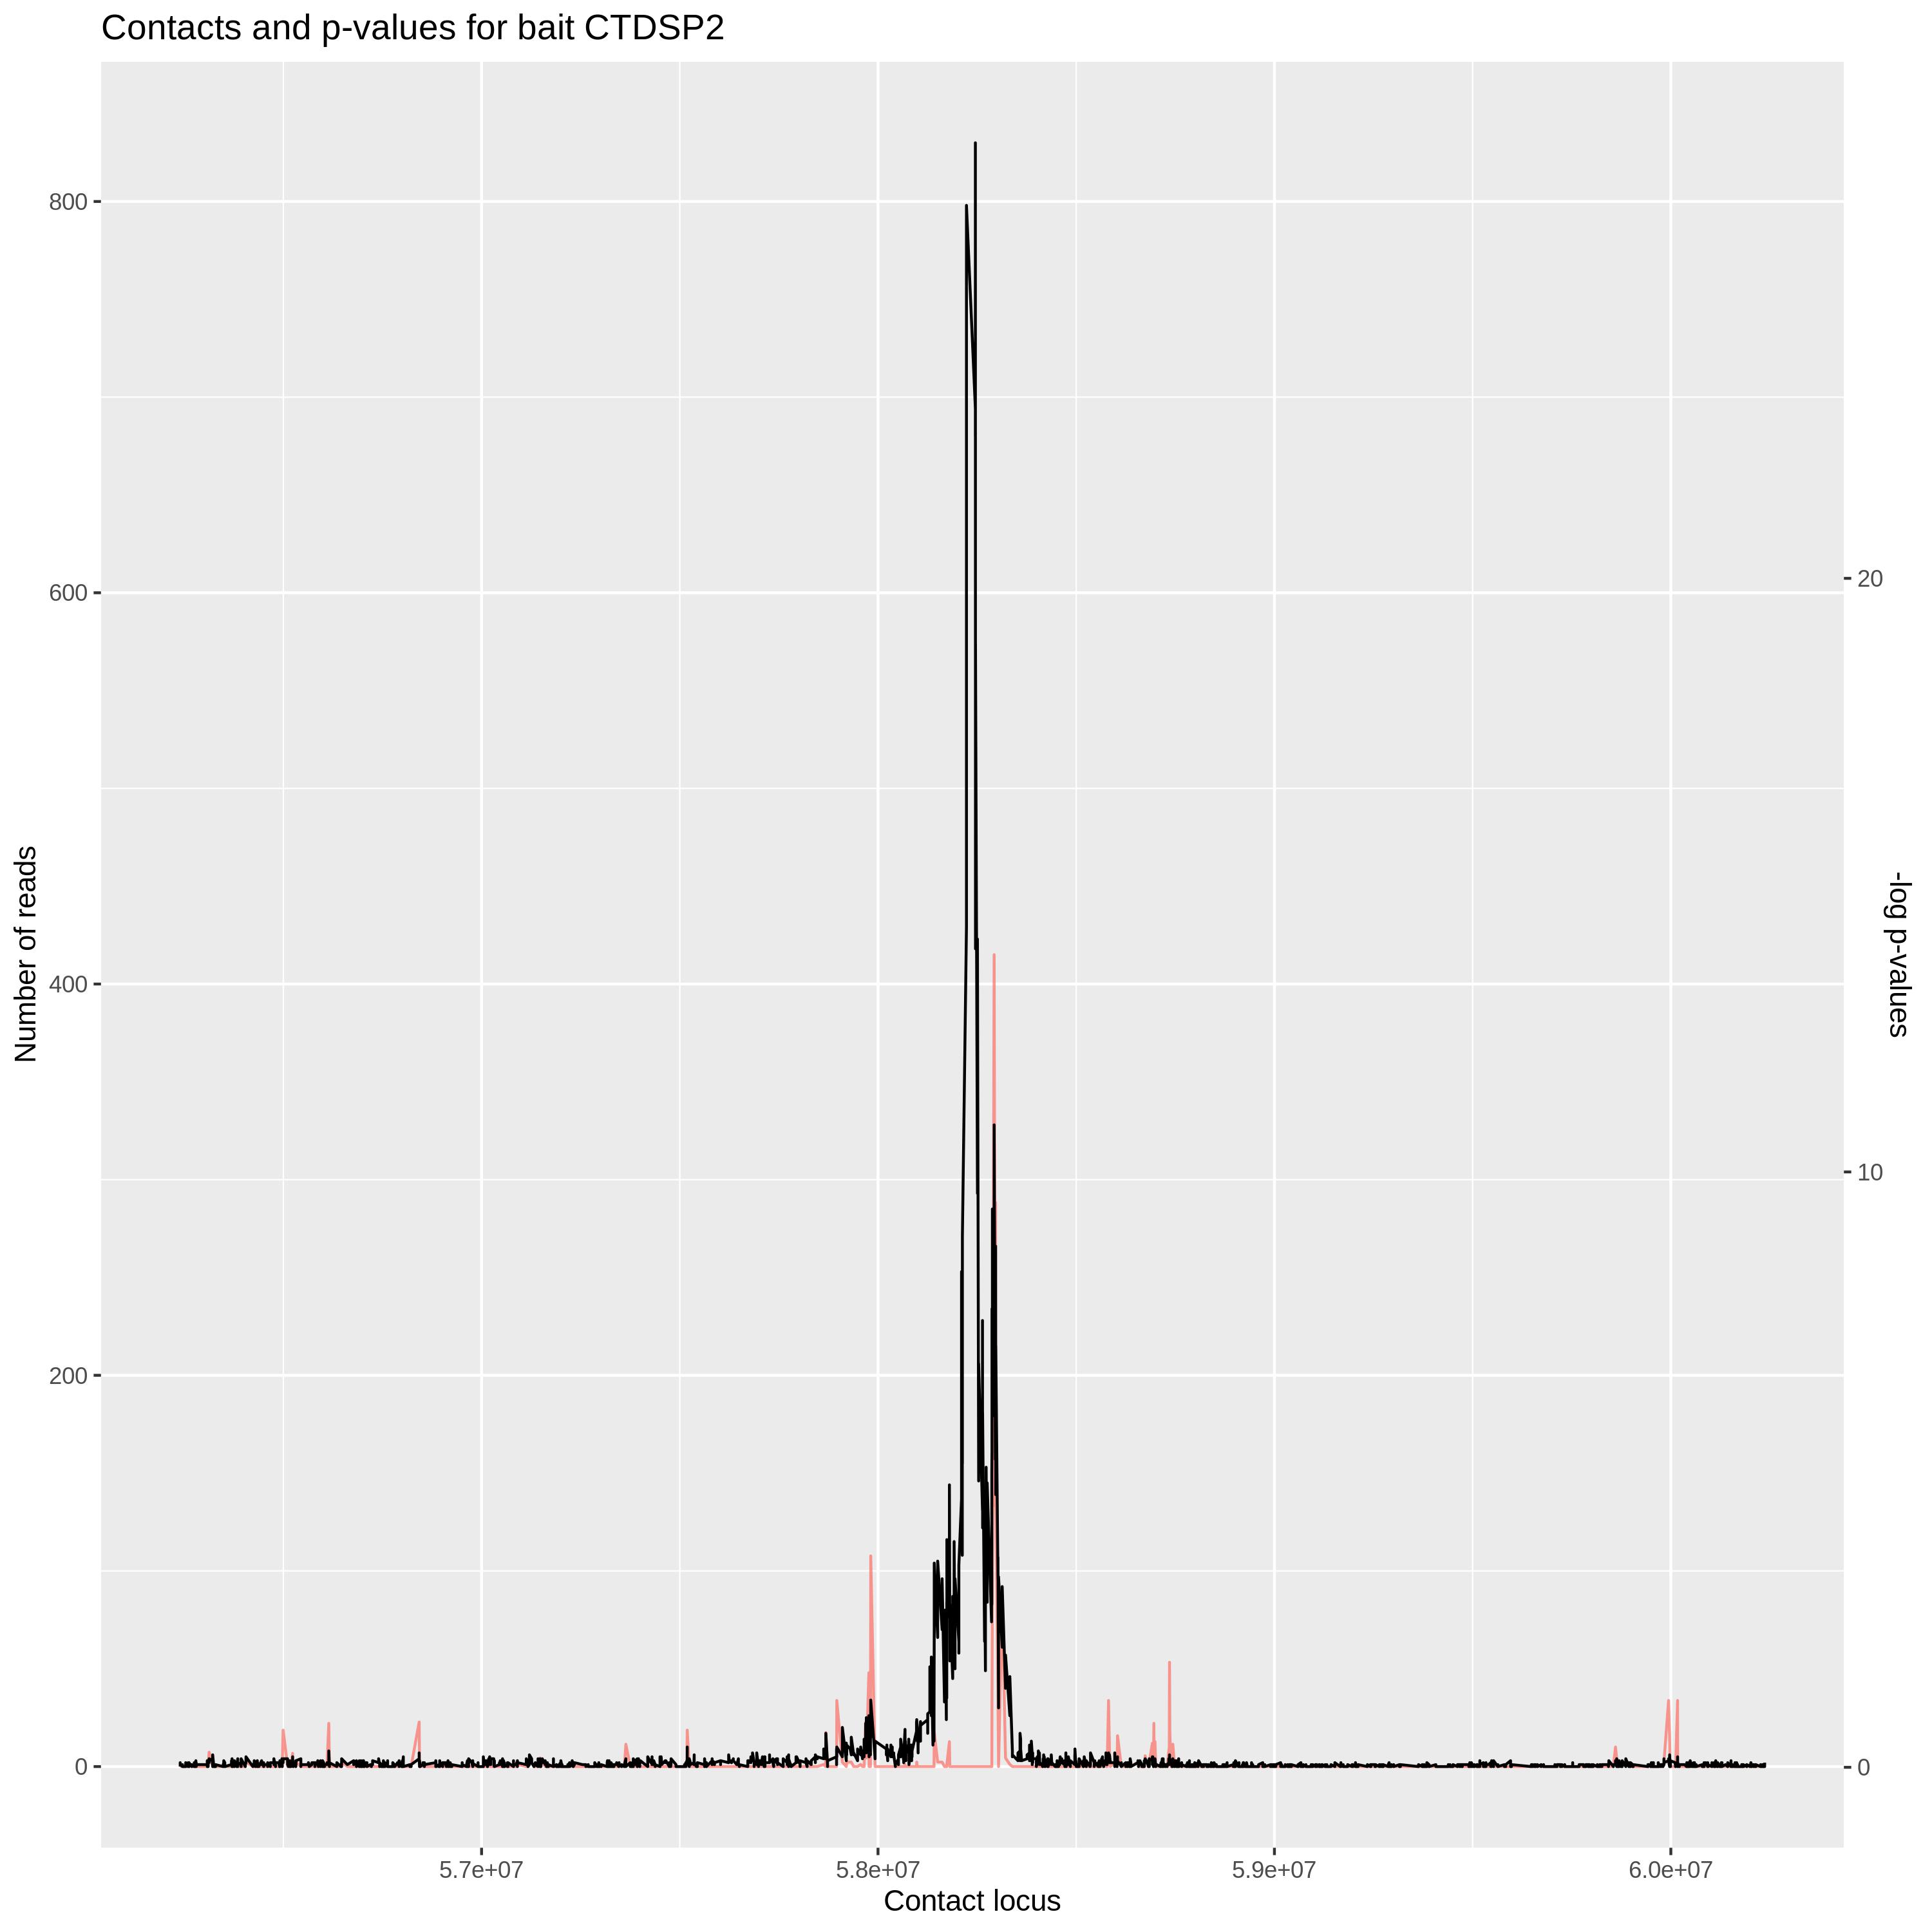 Contacts and p-values for bait CTDSP2
800
600
400
200
0
Number of reads
20
10
0
-log p-values
5.7e+07
5.8e+07
5.9e+07
6.0e+07
Contact locus